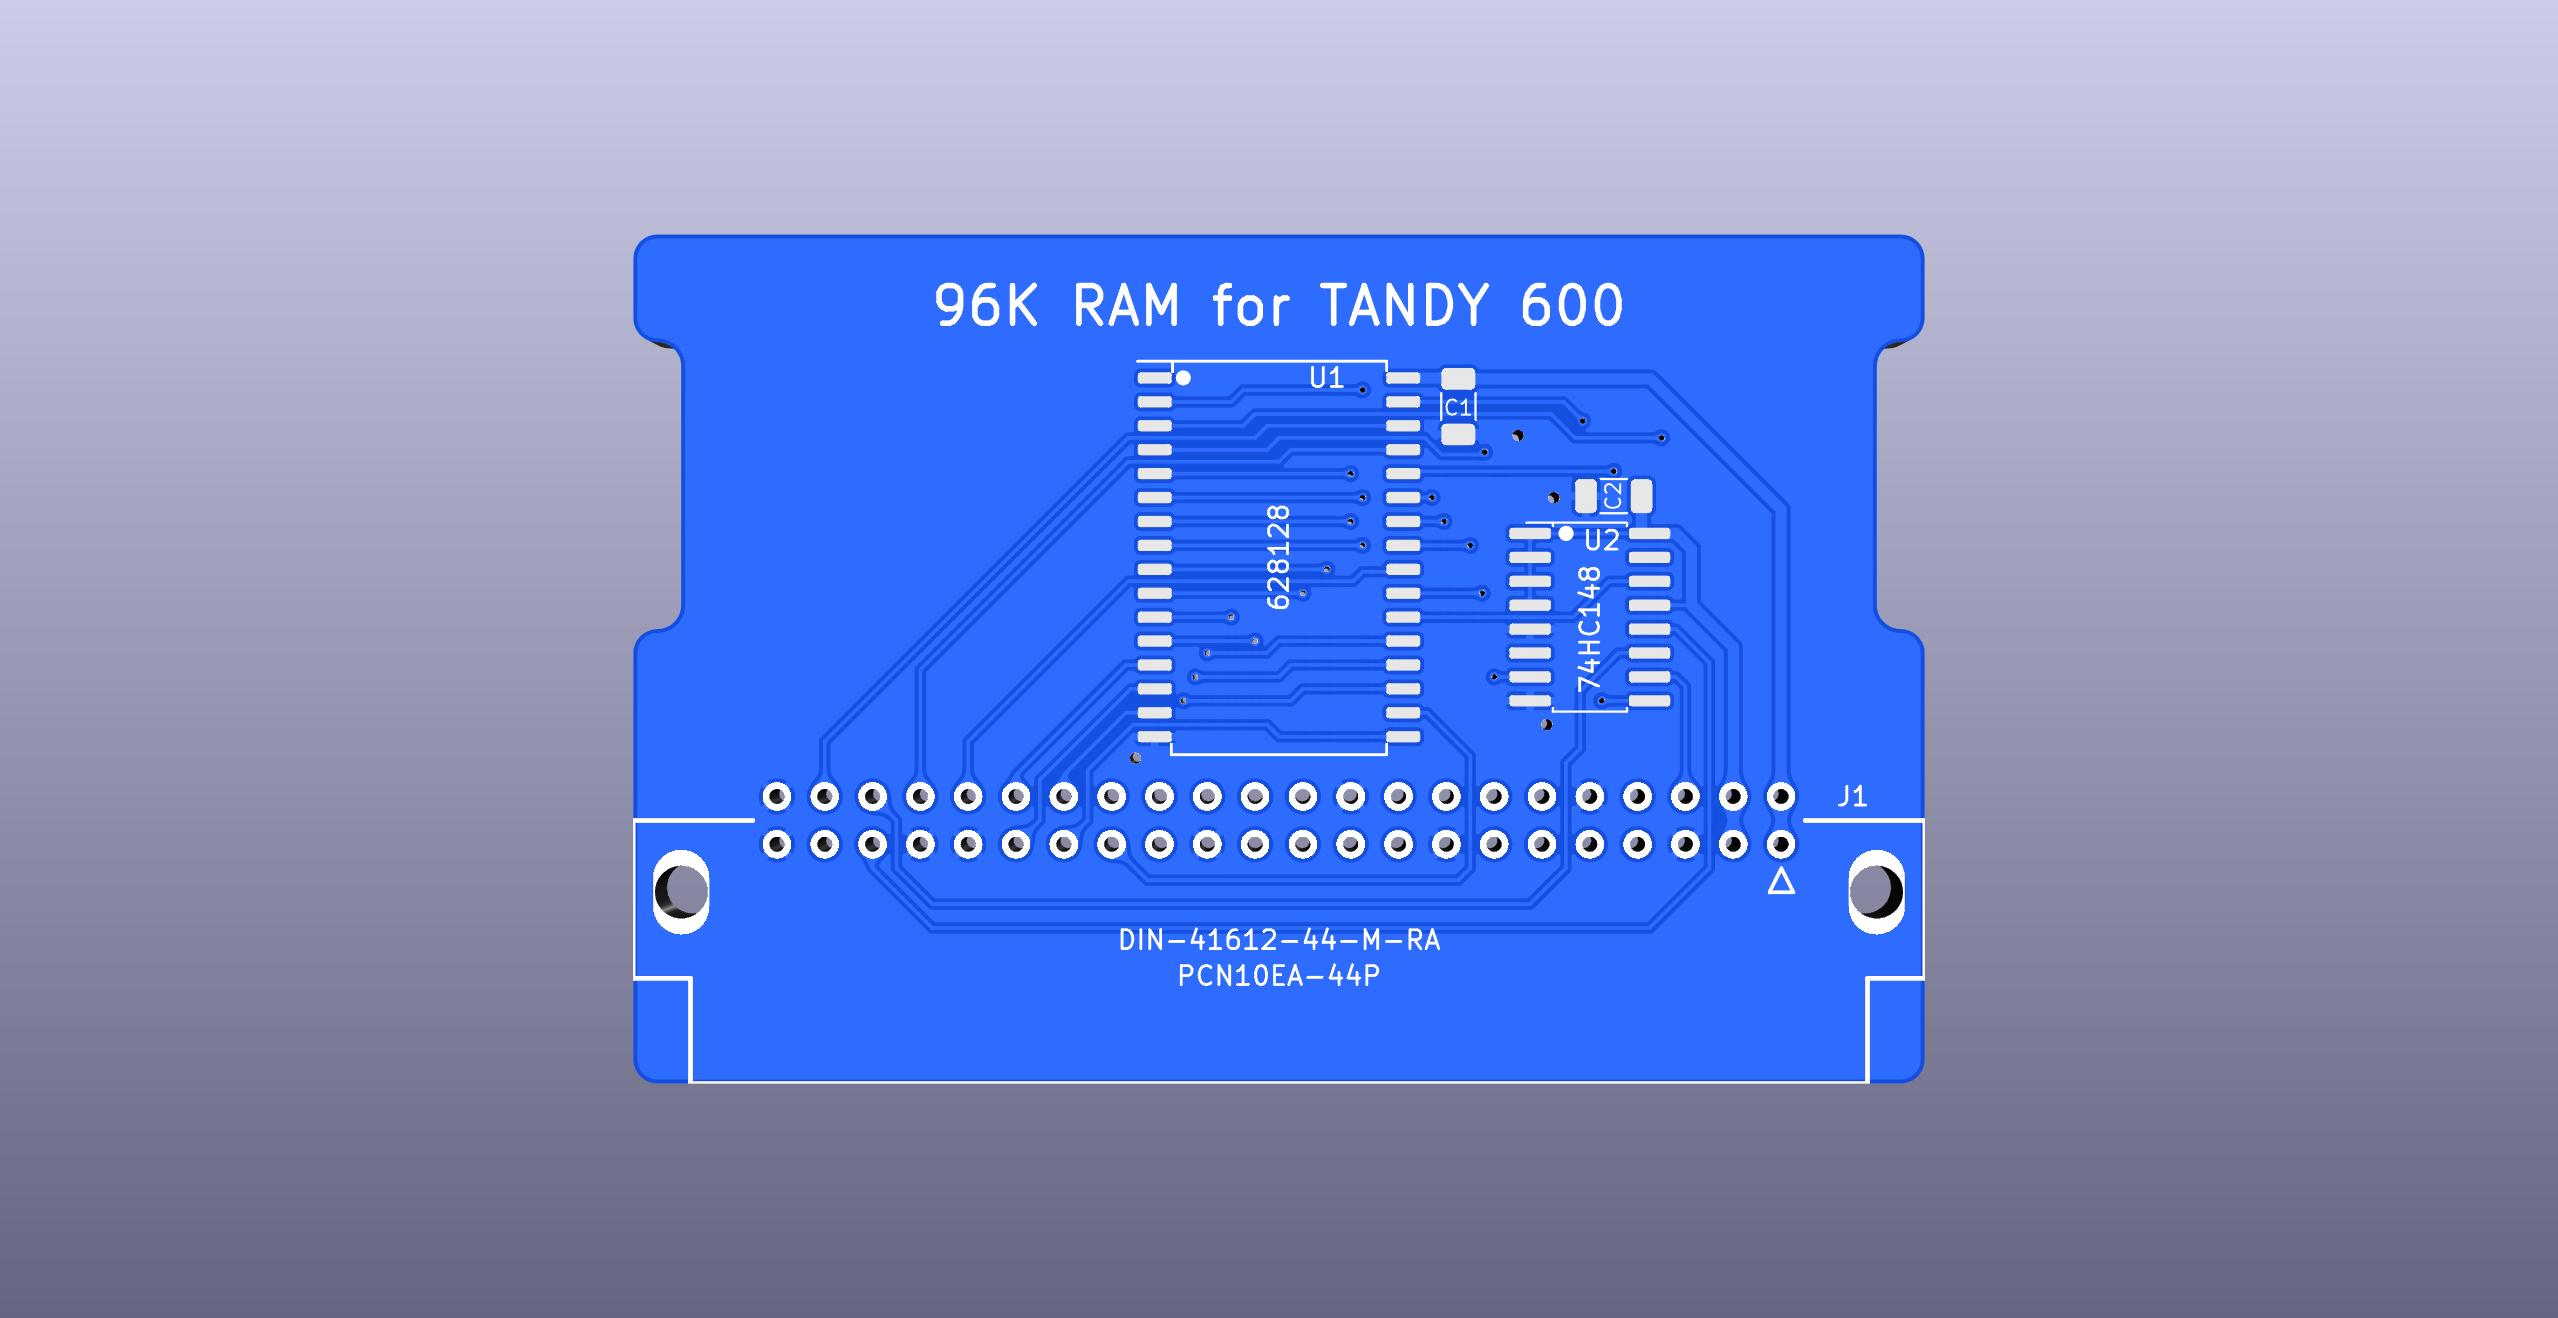 96K RAM for TANDY 600
U1
C1
C2
U2
628128
74HC148
J1
DIN-41612-44-M-RA
PCN10EA-44P